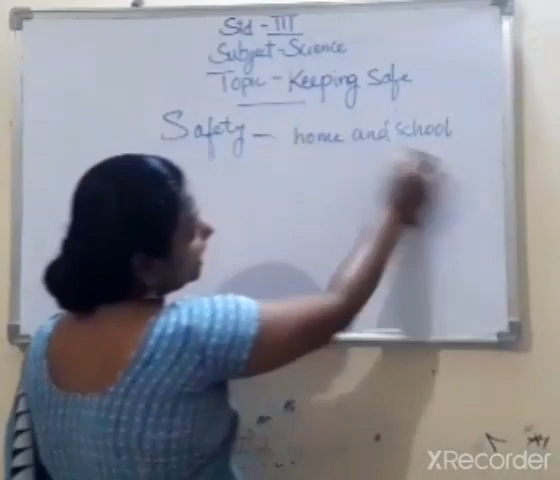 Std - III
Subject - Science
Topic - Keeping Safe
Safety - home and school
XRecorder